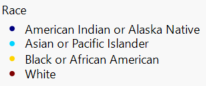 Race
American Indian or Alaska Native
Asian or Pacific Islander
Black or African American
White